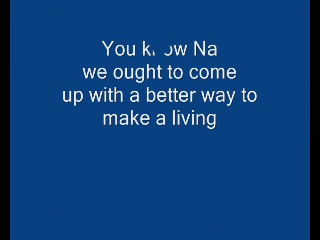 You know Na
we ought to come
up with a better way to
make a living